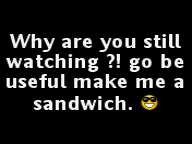 Why are you still
watching ?! go be
useful make me a
sandwich. 😎